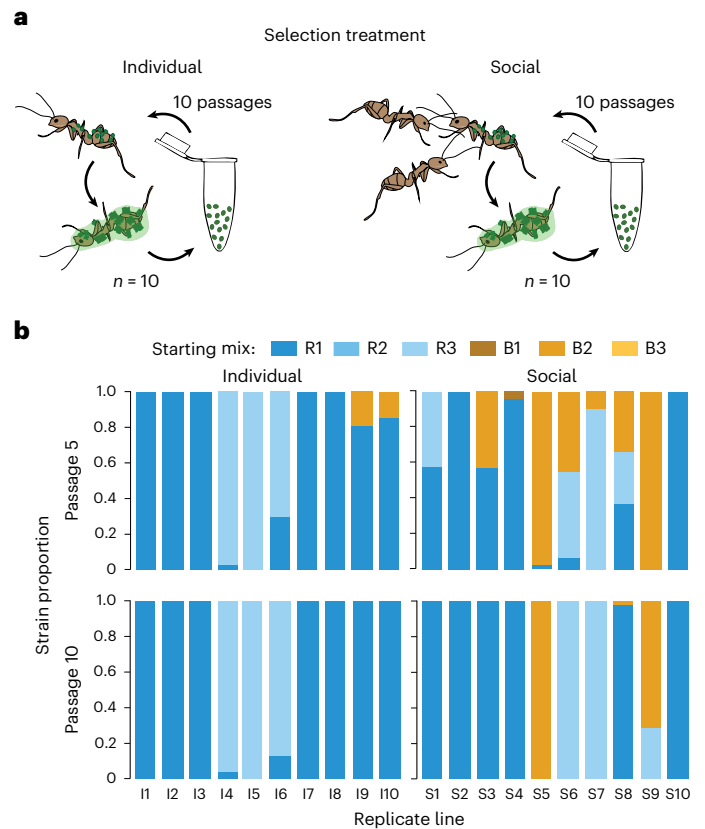 a
Selection treatment
Individual
Social
10 passages
10 passages
n = 10
n = 10
b
Starting mix: R1 R2 R3 B1 B2 B3
Individual
Social
Strain proportion
Passage 5
1.0
0.8
0.6
0.4
0.2
0
Passage 10
1.0
0.8
0.6
0.4
0.2
0
I1 I2 I3 I4 I5 I6 I7 I8 I9 I10 S1 S2 S3 S4 S5 S6 S7 S8 S9 S10
Replicate line